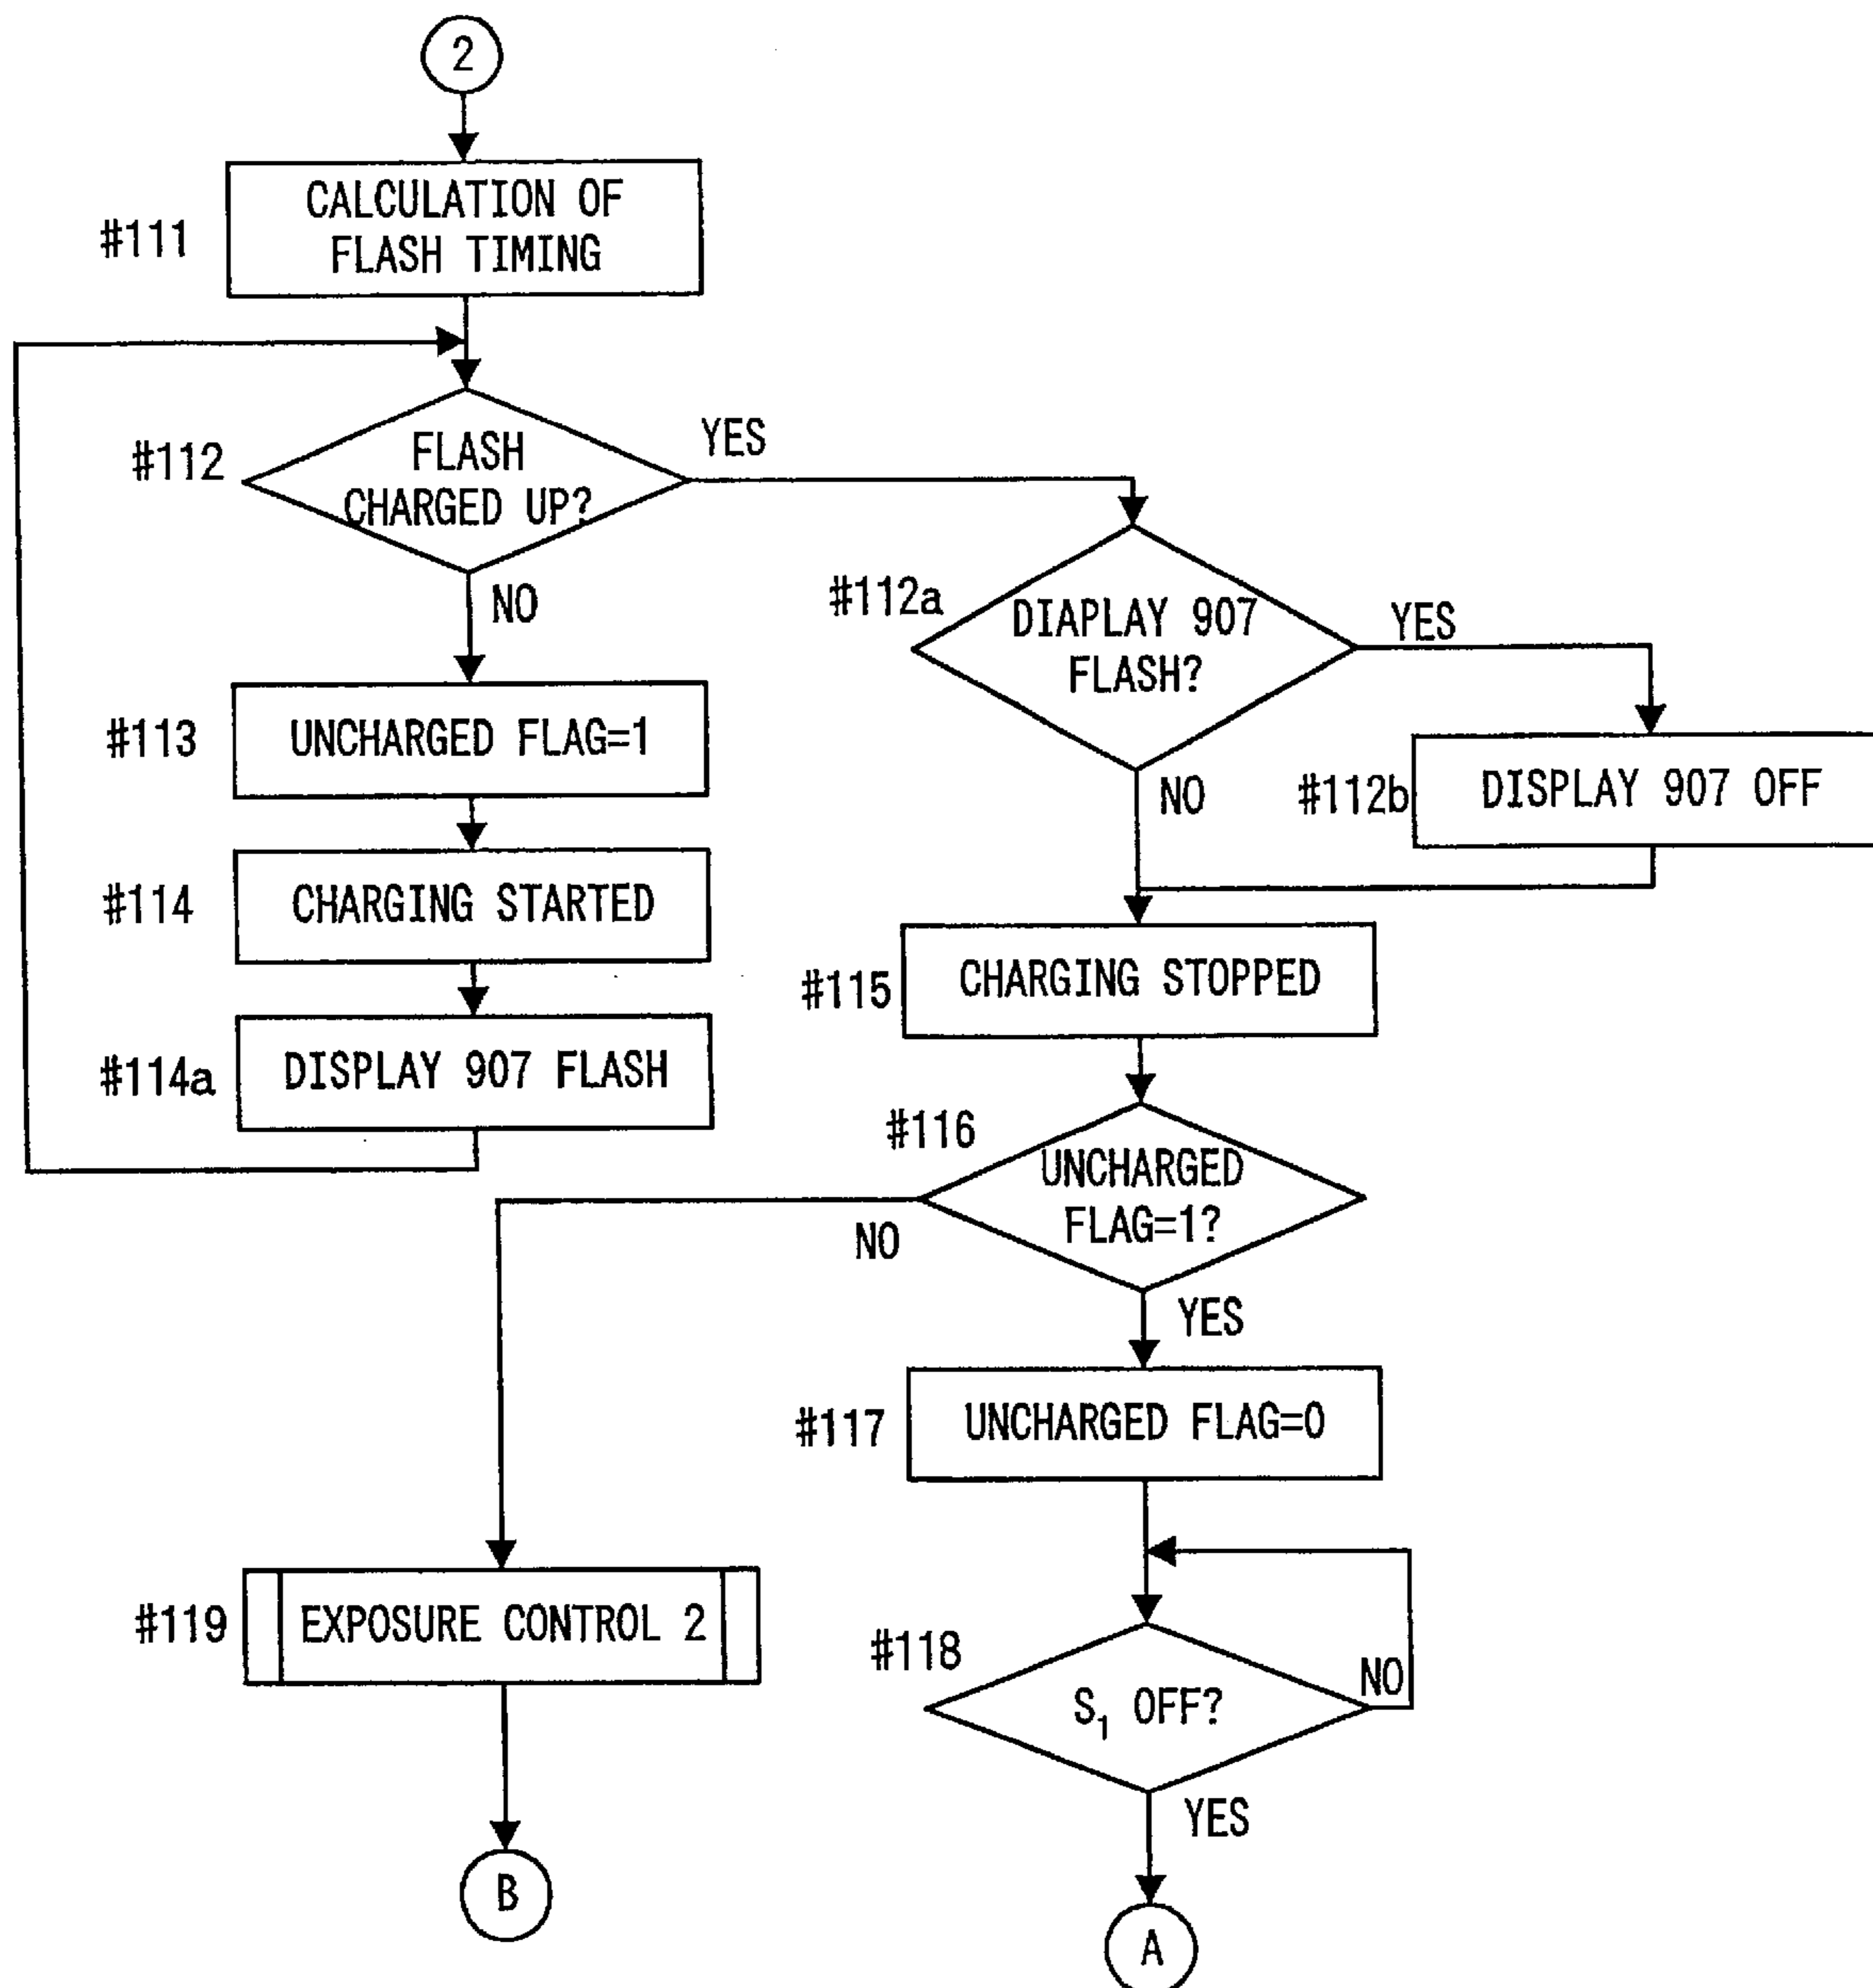 2
#111
CALCULATION OF
FLASH TIMING
#112
FLASH
CHARGED UP?
YES
NO
#112a
DIAPLAY 907
FLASH?
YES
NO
#112b
DISPLAY 907 OFF
#113
UNCHARGED FLAG=1
#114
CHARGING STARTED
#114a
DISPLAY 907 FLASH
#115
CHARGING STOPPED
#116
UNCHARGED
FLAG=1?
NO
YES
#117
UNCHARGED FLAG=0
#118
S₁ OFF?
NO
YES
#119
EXPOSURE CONTROL 2
B
A